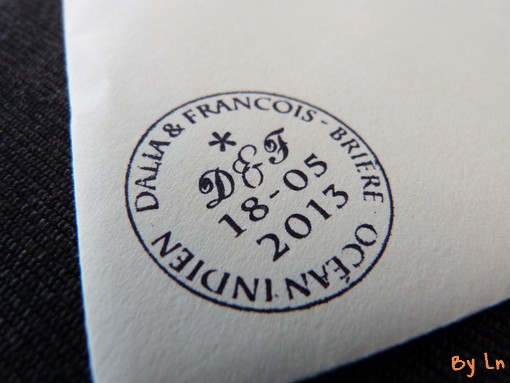 DALIA & FRANCOIS - BRIÈRE
*
D&F
18-05
2013
OCÉAN INDIEN
By Ln